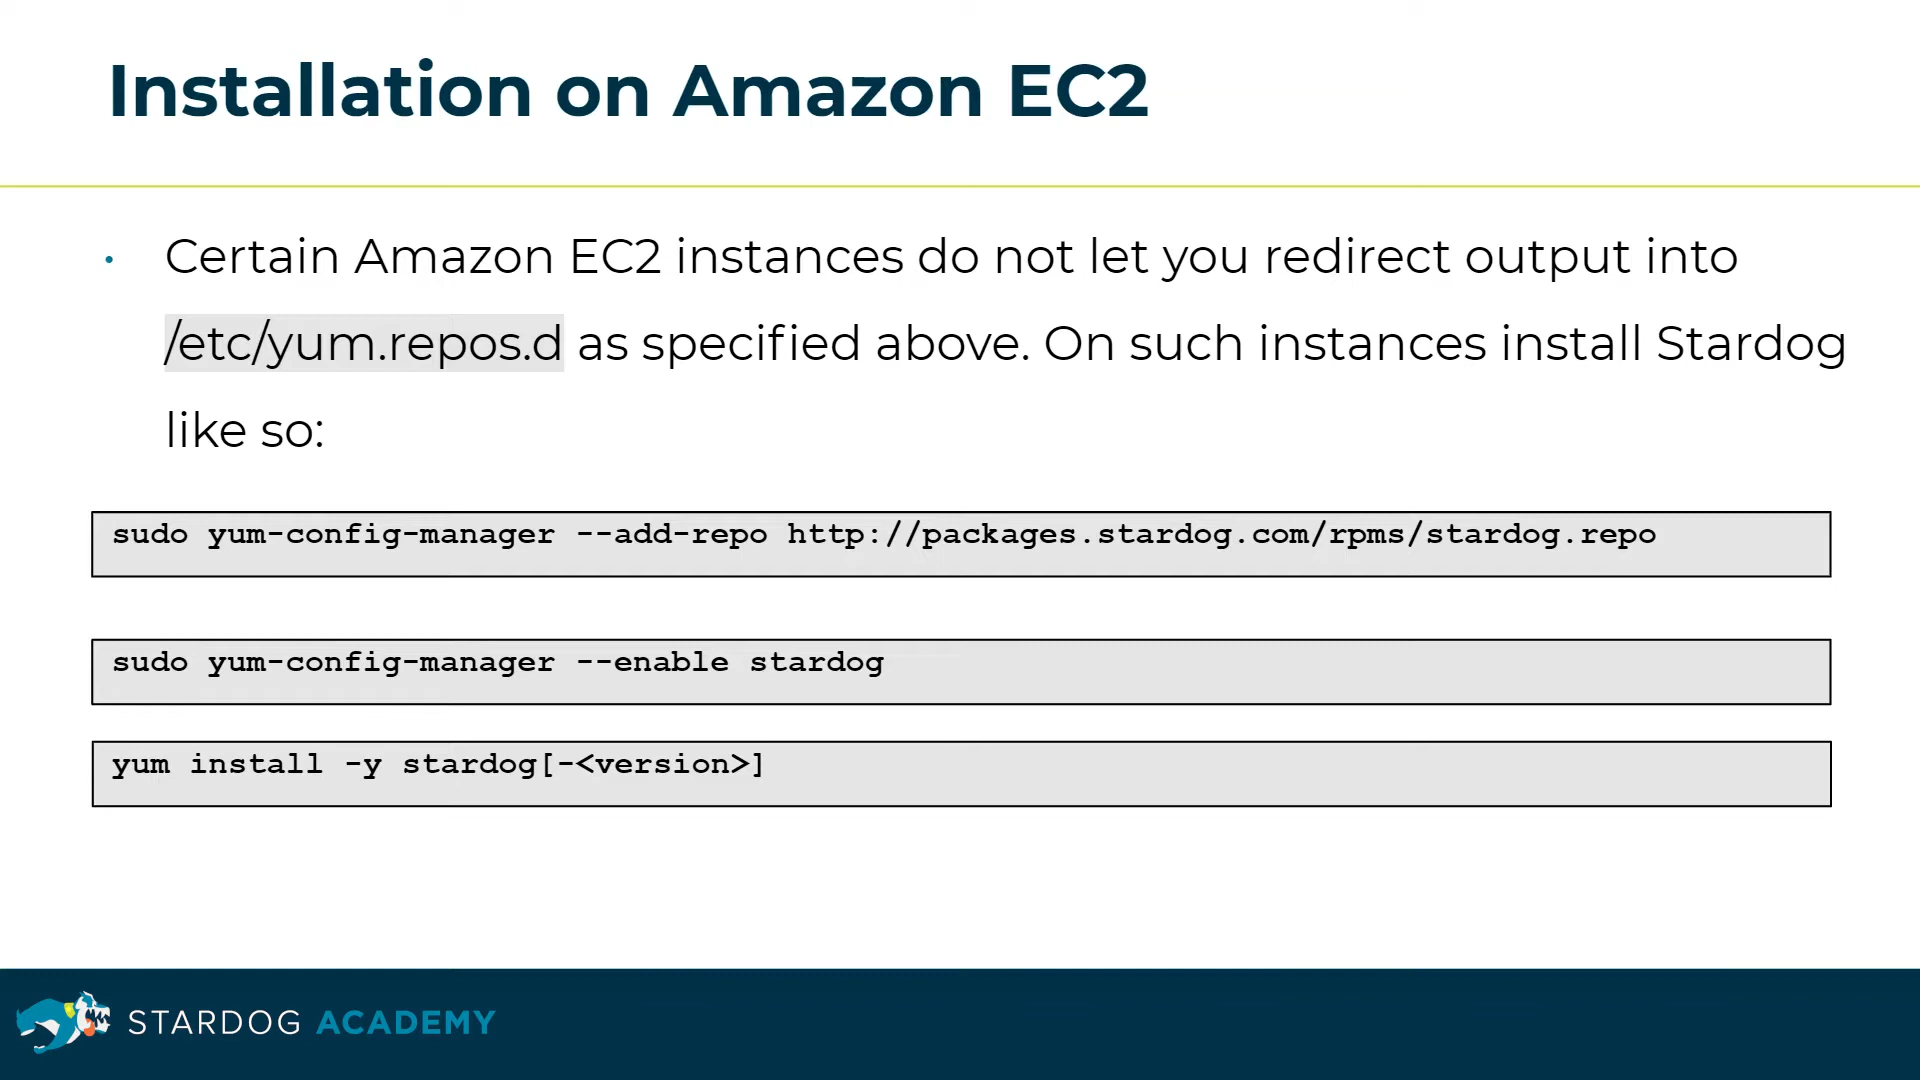 Installation on Amazon EC2
• Certain Amazon EC2 instances do not let you redirect output into
/etc/yum.repos.d as specified above. On such instances install Stardog
like so:
sudo yum-config-manager --add-repo http://packages.stardog.com/rpms/stardog.repo
sudo yum-config-manager --enable stardog
yum install -y stardog[-<version>]
STARDOG ACADEMY